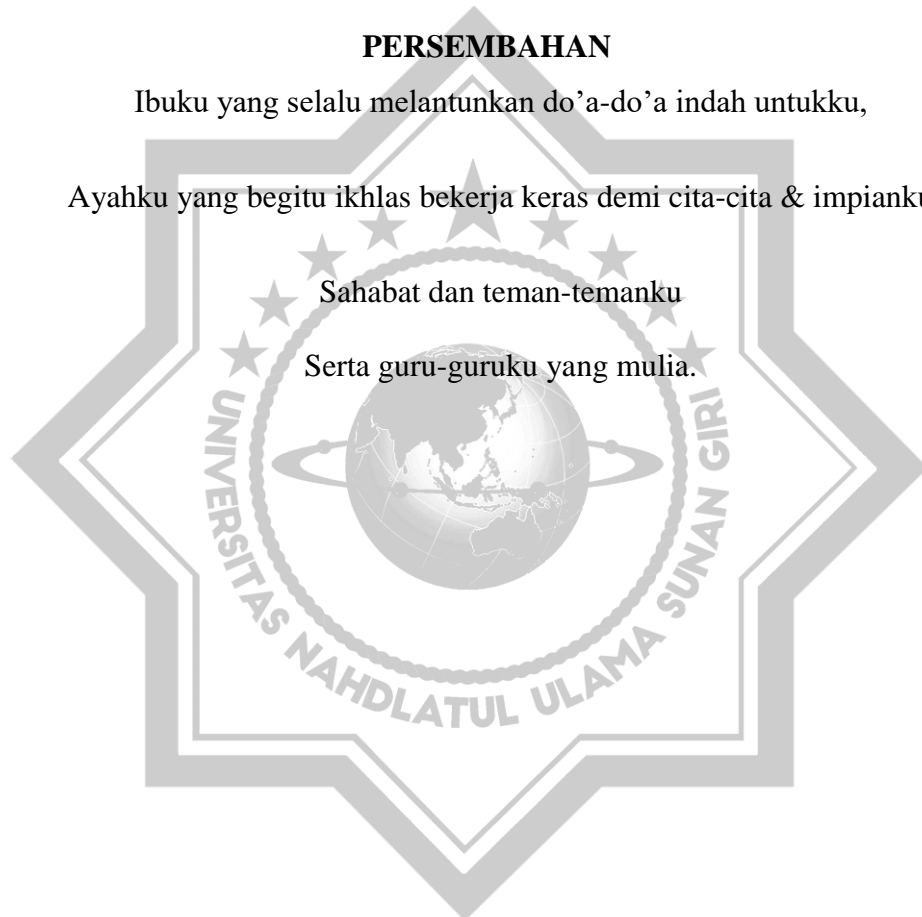 PERSEMBAHAN
Ibuku yang selalu melantunkan do’a-do’a indah untukku,
Ayahku yang begitu ikhlas bekerja keras demi cita-cita & impianku
Sahabat dan teman-temanku
Serta guru-guruku yang mulia.
UNIVERSITAS NAHDLATUL ULAMA SUNAN GIRI